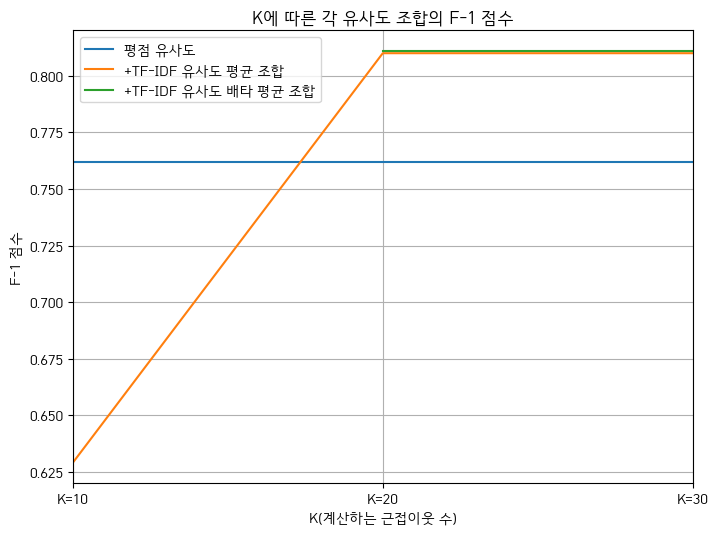 K에 따른 각 유사도 조합의 F-1 점수
평점 유사도
+TF-IDF 유사도 평균 조합
+TF-IDF 유사도 배타 평균 조합
F-1 점수
0.800
0.775
0.750
0.725
0.700
0.675
0.650
0.625
K=10
K=20
K=30
K(계산하는 근접이웃 수)